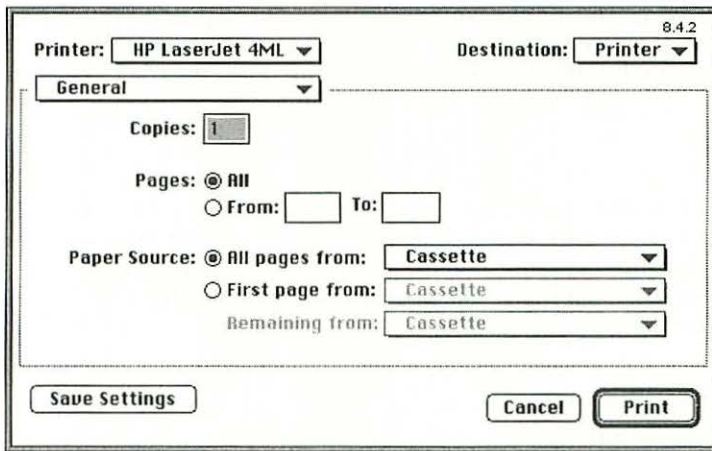 8.4.2
Printer: HP LaserJet 4ML Destination: Printer
General
Copies: 1
Pages: All
From: To:
Paper Source: All pages from: Cassette
First page from: Cassette
Remaining from: Cassette
Save Settings Cancel Print